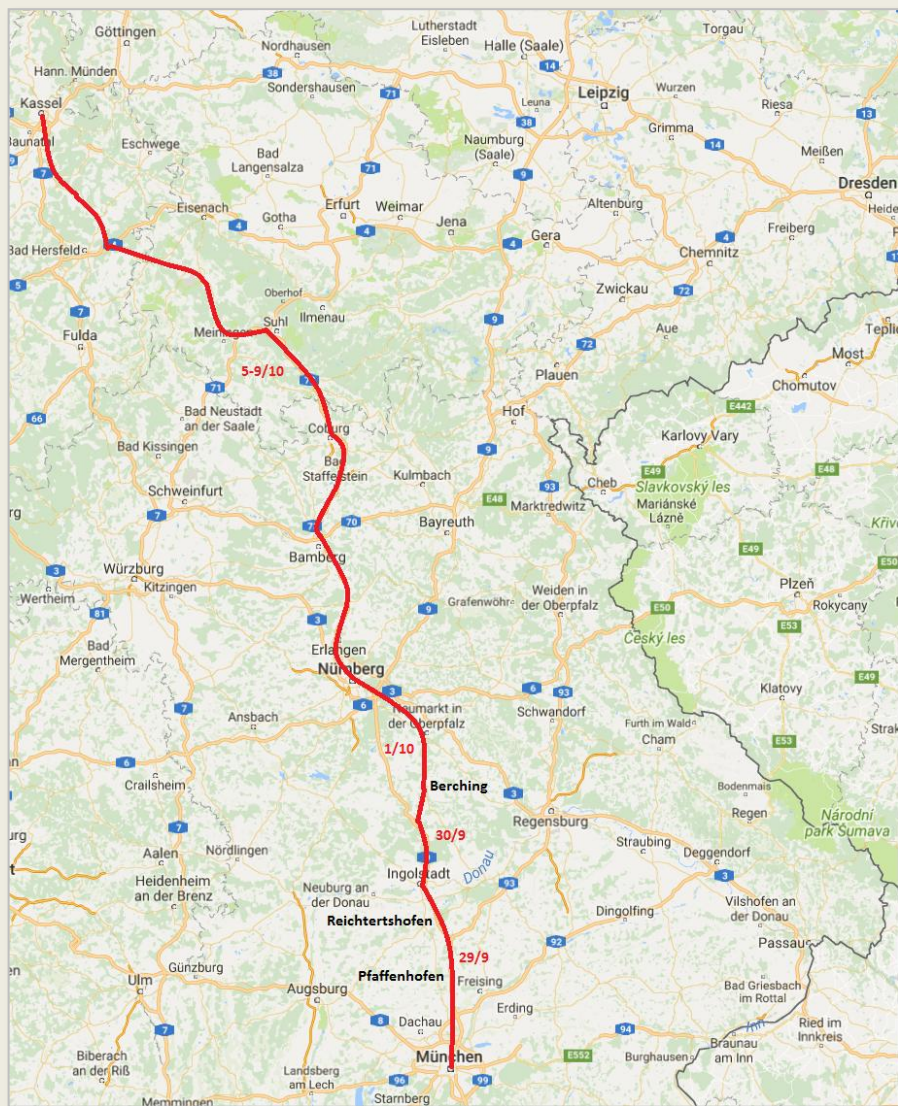 Göttingen
Lutherstadt
Eisleben
Torgau
Nordhausen
Halle (Saale)
14
Hann. Münden
38
Sondershausen
71
Leuna
Leipzig
Wurzen
Riesa
Kassel
38
Grimma
13
Baunatal
Eschwege
Bad
Langensalza
Naumburg
(Saale)
14
Meißen
9
7
71
9
Dresden
Eisenach
Gotha
Erfurt
Weimar
Jena
Altenburg
4
Freiberg
Bad Hersfeld
4
4
4
Gera
Chemnitz
4
17
5
Oberhof
Zwickau
72
7
Suhl
Ilmenau
Fulda
Meiningen
9
Aue
Teplice
72
Most
5-9/10
71
Plauen
Chomutov
Bad Neustadt
an der Saale
Hof
E442
66
Coburg
Karlovy Vary
Bad Kissingen
Bad
Staffelstein
Kulmbach
9
E49
E48
93
Cheb
Slavkovský les
Schweinfurt
E48
Mariánské
Lázně
7
70
Marktredwitz
Bamberg
Bayreuth
E49
3
Würzburg
E50
Wertheim
Kitzingen
Grafenwöhr
Weiden in
der Oberpfalz
Plzeň
9
E50
Rokycany
81
3
E53
Bad
Mergentheim
Erlangen
Český les
Nürnberg
3
6
93
E49
Klatovy
7
6
Neumarkt in
der Oberpfalz
Ansbach
Schwandorf
Furth im Wald
Cham
E53
1/10
6
Crailsheim
Berching
3
Bodenmais
Regen
Národní
park Šumava
7
30/9
Regensburg
Straubing
Aalen
Nördlingen
Deggendorf
Heidenheim
an der Brenz
Ingolstadt
Donau
93
3
Neuburg an
der Donau
Vilshofen an
der Donau
Reichtertshofen
Dingolfing
92
Passau
29/9
Günzburg
Pfaffenhofen
Ulm
Freising
Bad Griesbach
im Rottal
Augsburg
Erding
8
Dachau
94
Inn
Ried im
Innkreis
7
München
Braunau
am Inn
Biberach
an der Riß
E552
Burghausen
Landsberg
am Lech
96
99
Memmingen
Starnberg